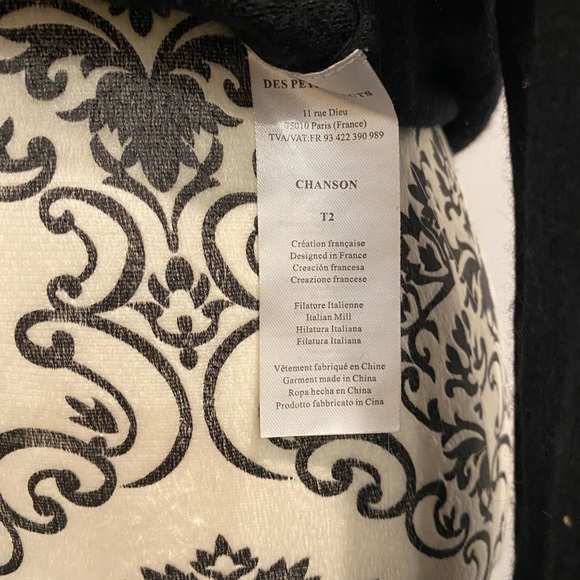 DES
11 rue Dieu
75010 Paris (France)
TVA/VAT:FR 93 422 390 989
CHANSON
T2
Création française
Designed in France
Creación francesa
Creazione francese
Filature Italienne
Italian Mill
Hilatura Italiana
Filatura Italiana
Vêtement fabriqué en Chine
Garment made in China
Ropa hecha en China
Prodotto fabbricato in Cina